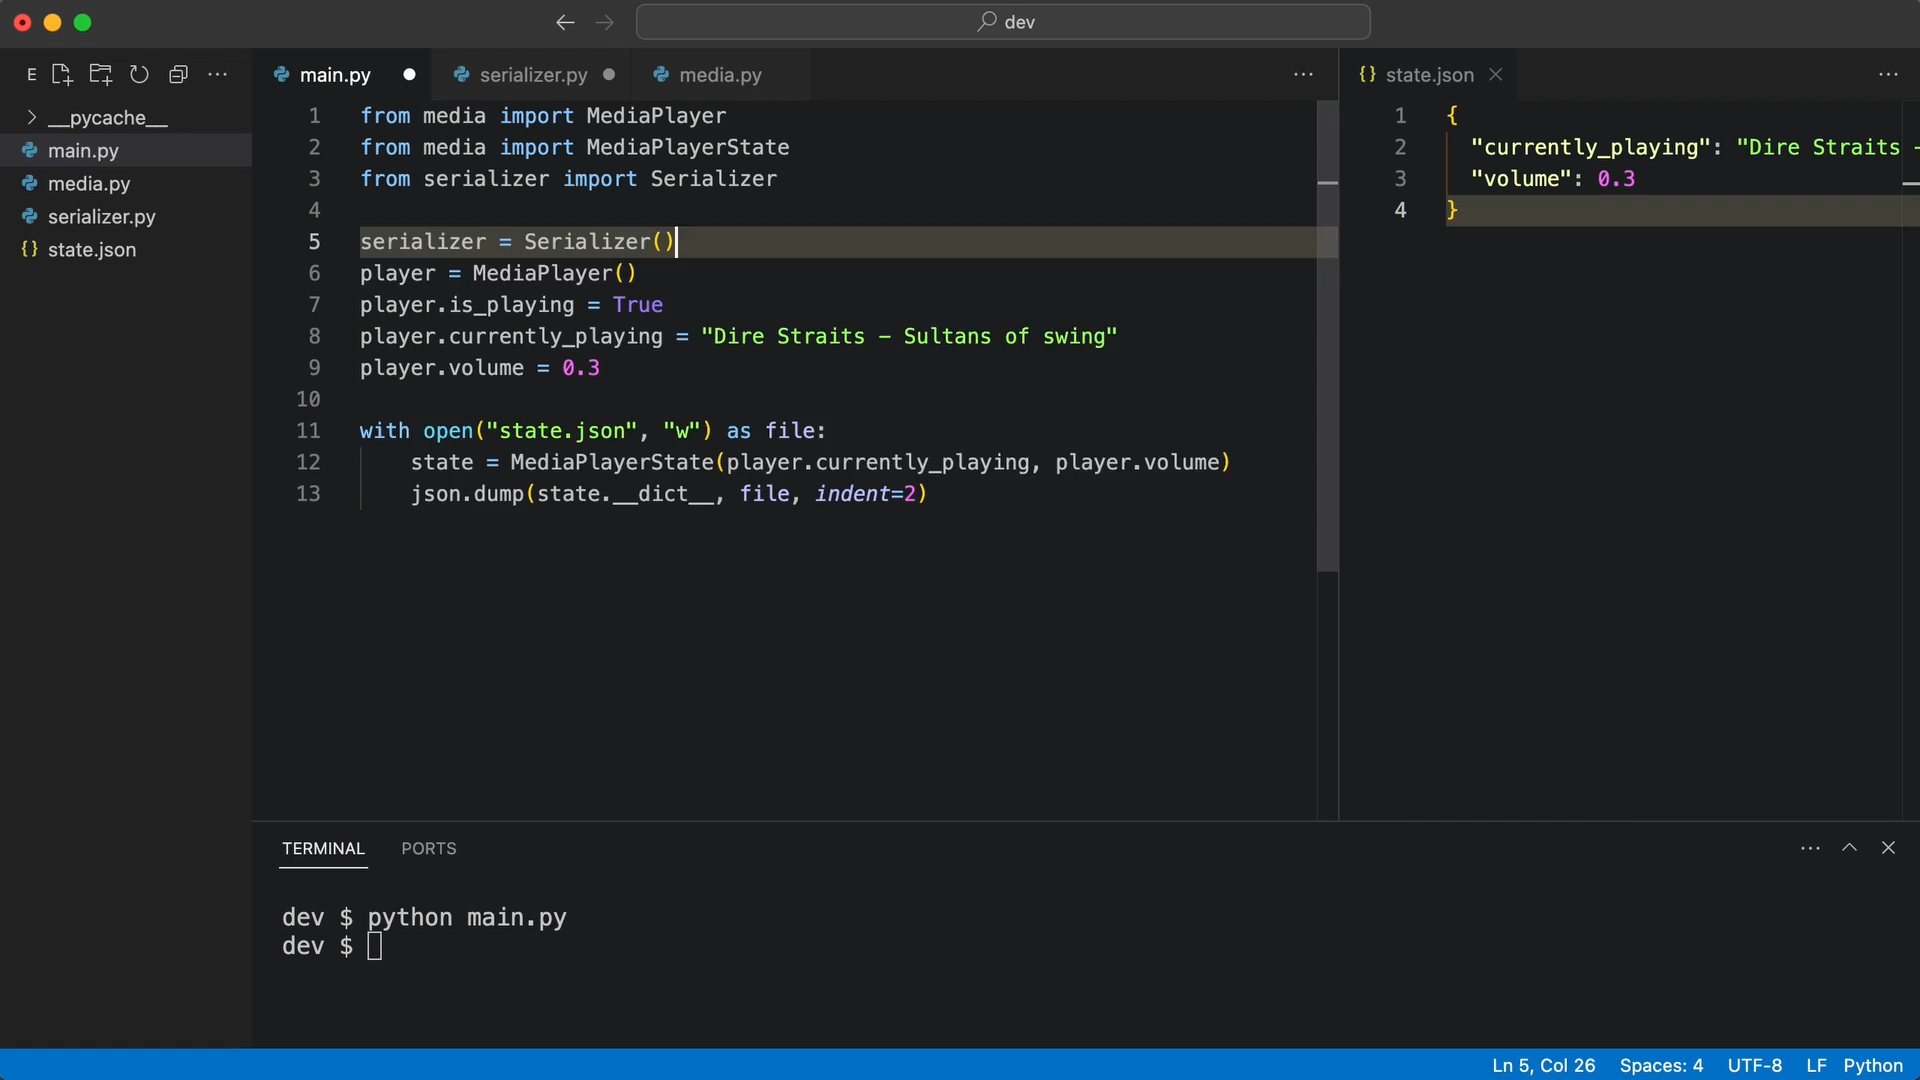 dev
E
main.py
serializer.py
media.py
state.json
__pycache__
main.py
media.py
serializer.py
state.json
1 from media import MediaPlayer
2 from media import MediaPlayerState
3 from serializer import Serializer
4
5 serializer = Serializer()
6 player = MediaPlayer()
7 player.is_playing = True
8 player.currently_playing = "Dire Straits – Sultans of swing"
9 player.volume = 0.3
10
11 with open("state.json", "w") as file:
12     state = MediaPlayerState(player.currently_playing, player.volume)
13     json.dump(state.__dict__, file, indent=2)
1 {
2   "currently_playing": "Dire Straits –
3   "volume": 0.3
4 }
TERMINAL PORTS
dev $ python main.py
dev $
Ln 5, Col 26 Spaces: 4 UTF-8 LF Python